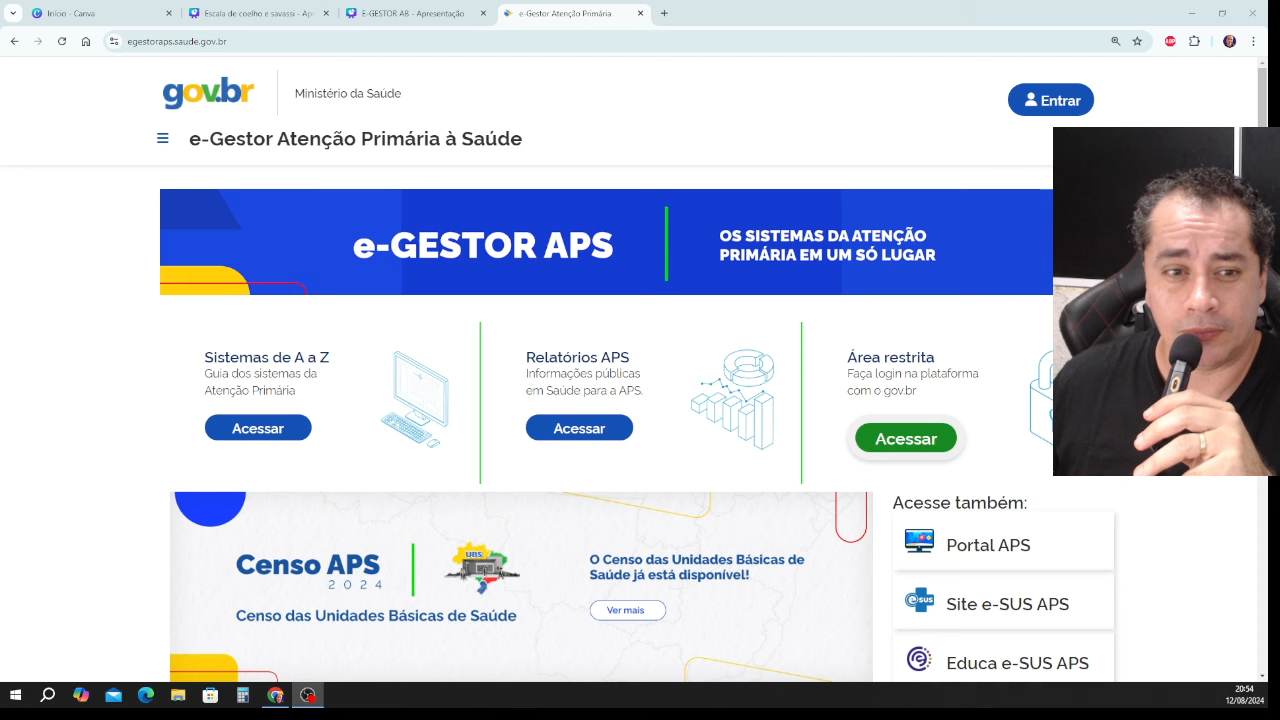 Início - Canva
Escala de coelho e savassi - Ap
E-GESTOR AB - Apresentação
e-Gestor Atenção Primária
egestoraps.saude.gov.br
ABP
gov.br
Ministério da Saúde
Entrar
e-Gestor Atenção Primária à Saúde
e-GESTOR APS
OS SISTEMAS DA ATENÇÃO
PRIMÁRIA EM UM SÓ LUGAR
Sistemas de A a Z
Guia dos sistemas da
Atenção Primária
Acessar
Relatórios APS
Informações públicas
em Saúde para a APS.
Acessar
Área restrita
Faça login na plataforma
com o gov.br
Acessar
Censo APS
2024
UBS
Censo das Unidades Básicas de Saúde
O Censo das Unidades Básicas de
Saúde já está disponível!
Ver mais
Acesse também:
Portal APS
e-SUS
Site e-SUS APS
Educa e-SUS APS
20:54
12/08/2024